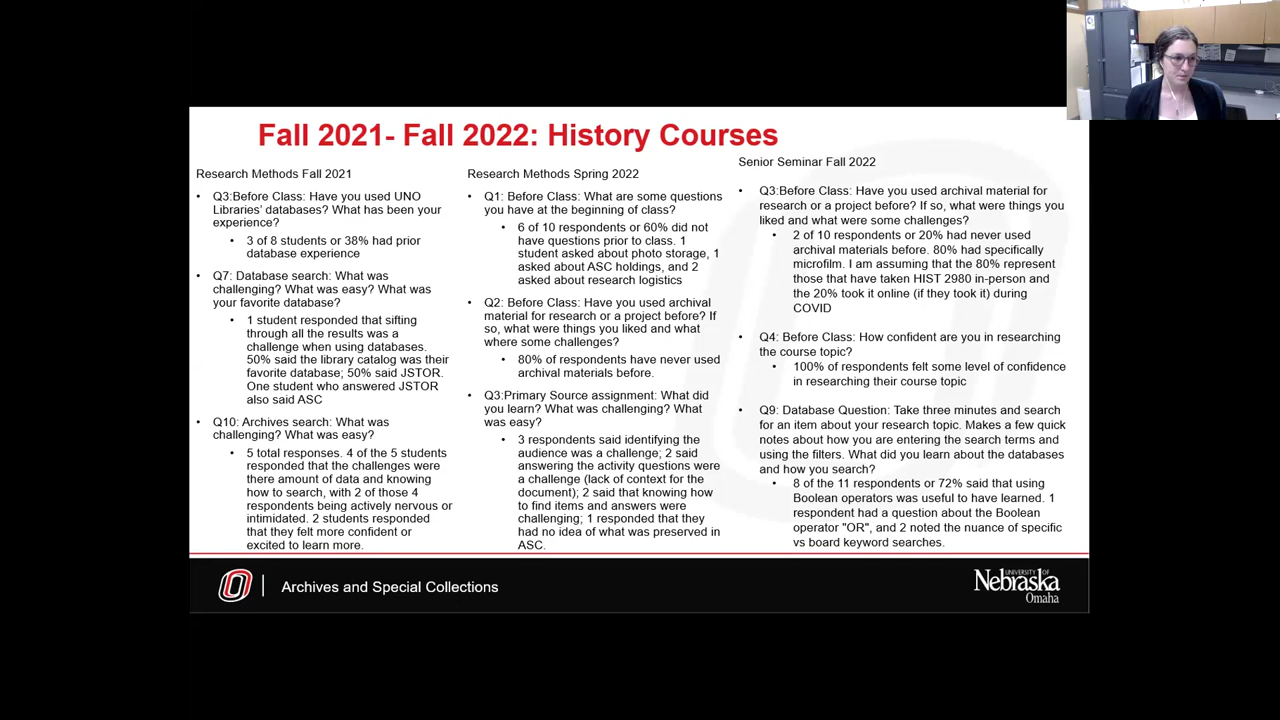 Fall 2021- Fall 2022: History Courses
Research Methods Fall 2021
• Q3:Before Class: Have you used UNO
Libraries' databases? What has been your
experience?
• 3 of 8 students or 38% had prior
database experience
• Q7: Database search: What was
challenging? What was easy? What was
your favorite database?
• 1 student responded that sifting
through all the results was a
challenge when using databases.
50% said the library catalog was their
favorite database; 50% said JSTOR.
One student who answered JSTOR
also said ASC
• Q10: Archives search: What was
challenging? What was easy?
• 5 total responses. 4 of the 5 students
responded that the challenges were
there amount of data and knowing
how to search, with 2 of those 4
respondents being actively nervous or
intimidated. 2 students responded
that they felt more confident or
excited to learn more.
Research Methods Spring 2022
• Q1: Before Class: What are some questions
you have at the beginning of class?
• 6 of 10 respondents or 60% did not
have questions prior to class. 1
student asked about photo storage, 1
asked about ASC holdings, and 2
asked about research logistics
• Q2: Before Class: Have you used archival
material for research or a project before? If
so, what were things you liked and what
where some challenges?
• 80% of respondents have never used
archival materials before.
• Q3:Primary Source assignment: What did
you learn? What was challenging? What
was easy?
• 3 respondents said identifying the
audience was a challenge; 2 said
answering the activity questions were
a challenge (lack of context for the
document); 2 said that knowing how
to find items and answers were
challenging; 1 responded that they
had no idea of what was preserved in
ASC.
Senior Seminar Fall 2022
• Q3:Before Class: Have you used archival material for
research or a project before? If so, what were things you
liked and what were some challenges?
• 2 of 10 respondents or 20% had never used
archival materials before. 80% had specifically
microfilm. I am assuming that the 80% represent
those that have taken HIST 2980 in-person and
the 20% took it online (if they took it) during
COVID
• Q4: Before Class: How confident are you in researching
the course topic?
• 100% of respondents felt some level of confidence
in researching their course topic
• Q9: Database Question: Take three minutes and search
for an item about your research topic. Makes a few quick
notes about how you are entering the search terms and
using the filters. What did you learn about the databases
and how you search?
• 8 of the 11 respondents or 72% said that using
Boolean operators was useful to have learned. 1
respondent had a question about the Boolean
operator "OR", and 2 noted the nuance of specific
vs board keyword searches.
O | Archives and Special Collections
UNIVERSITY OF
Nebraska
Omaha